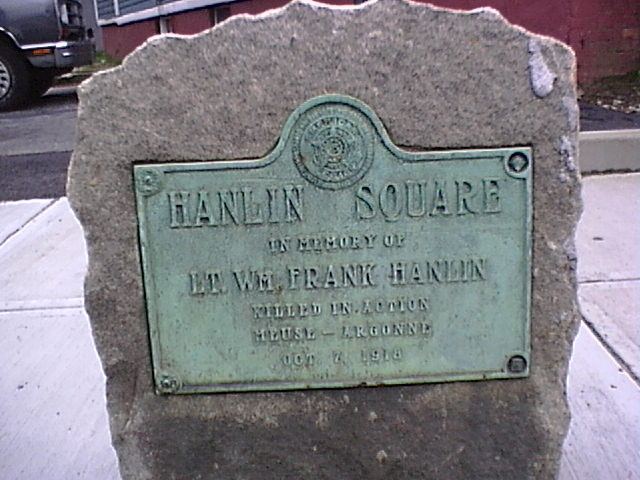 HANLIN SQUARE
IN MEMORY OF
LT. WM. FRANK HANLIN
KILLED IN ACTION
MEUSE — ARGONNE
OCT 7, 1918